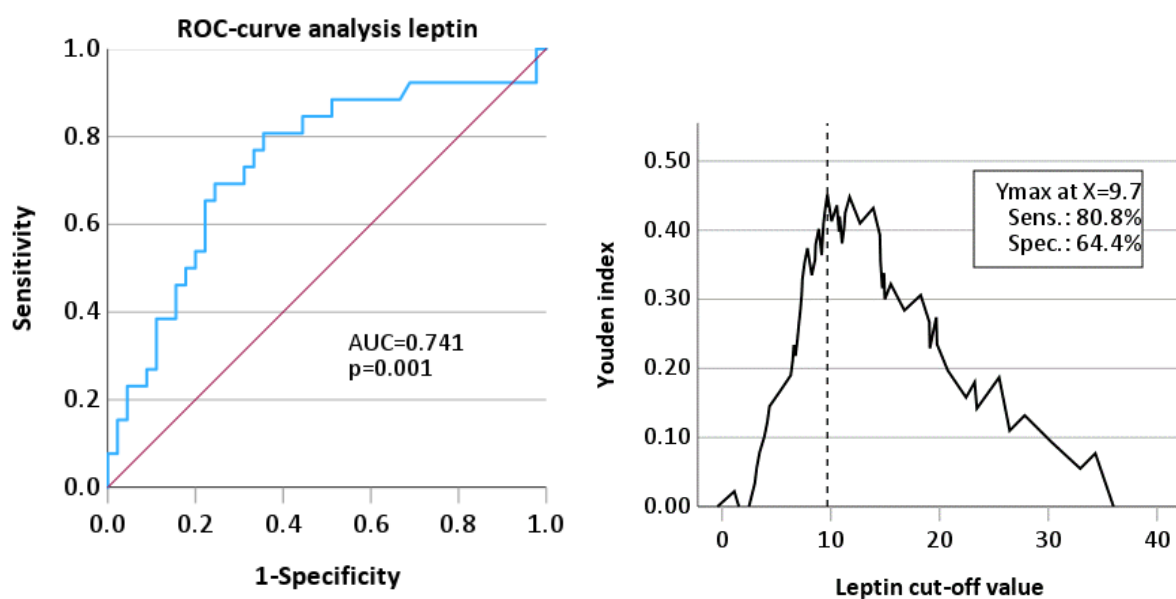 ROC-curve analysis leptin
1.0
0.8
0.6
0.4
0.2
0.0
Sensitivity
AUC=0.741
p=0.001
0.0 0.2 0.4 0.6 0.8 1.0
1-Specificity
0.50
0.40
0.30
0.20
0.10
0.00
Youden index
Ymax at X=9.7
Sens.: 80.8%
Spec.: 64.4%
0 10 20 30 40
Leptin cut-off value